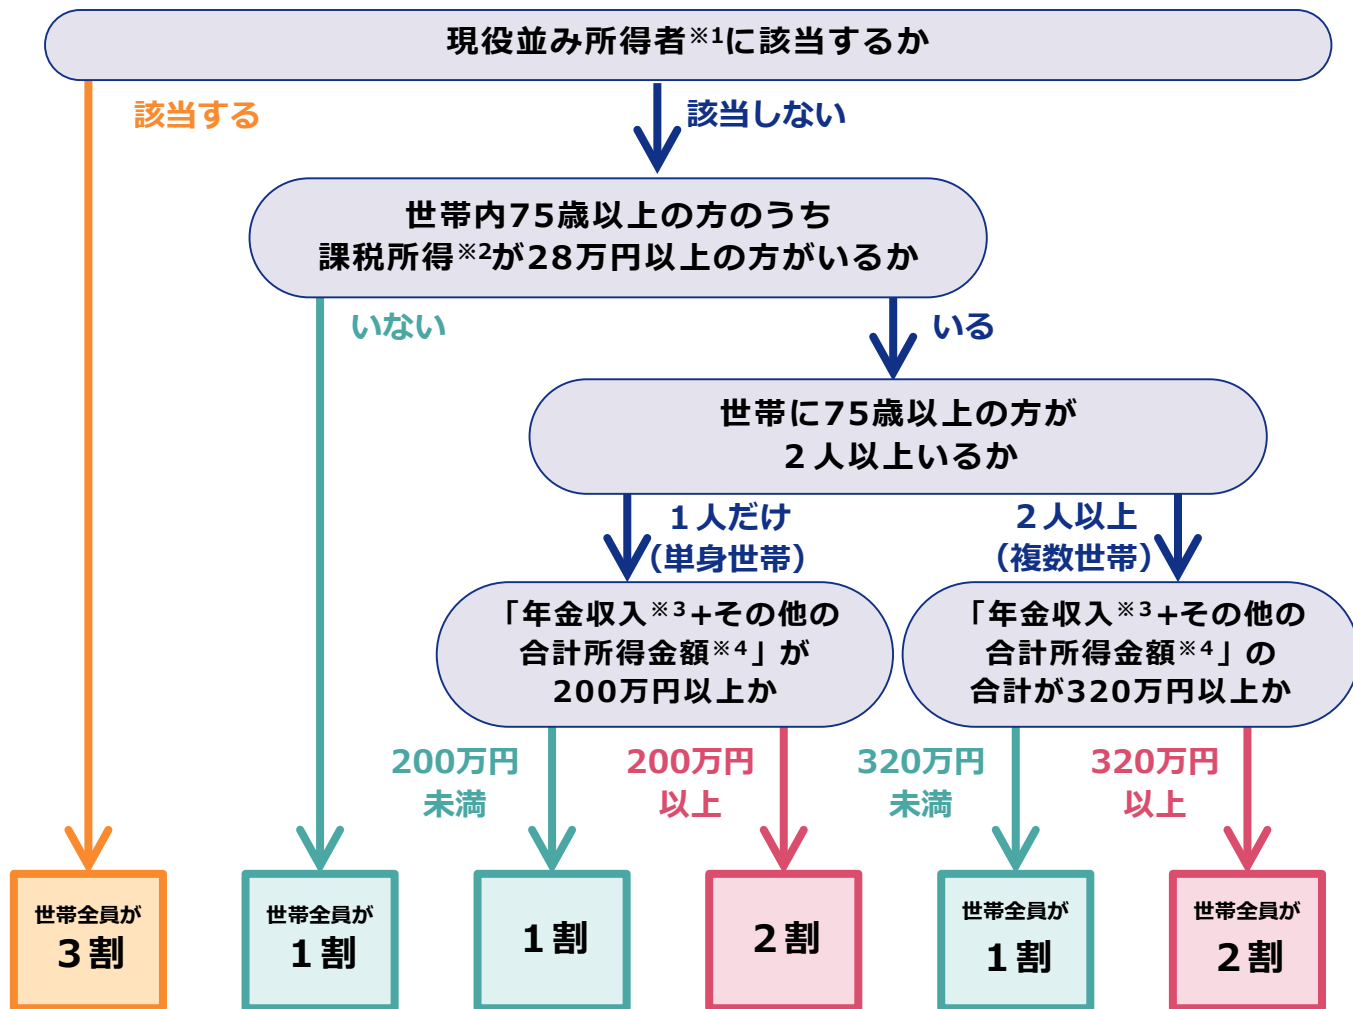 現役並み所得者※1に該当するか
該当する
該当しない
世帯内75歳以上の方のうち
課税所得※2が28万円以上の方がいるか
いない
いる
世帯に75歳以上の方が
２人以上いるか
１人だけ
（単身世帯）
２人以上
（複数世帯）
「年金収入※3+その他の
合計所得金額※4」が
200万円以上か
「年金収入※3+その他の
合計所得金額※4」の
合計が320万円以上か
200万円
未満
200万円
以上
320万円
未満
320万円
以上
世帯全員が
３割
世帯全員が
１割
１割
２割
世帯全員が
１割
世帯全員が
２割